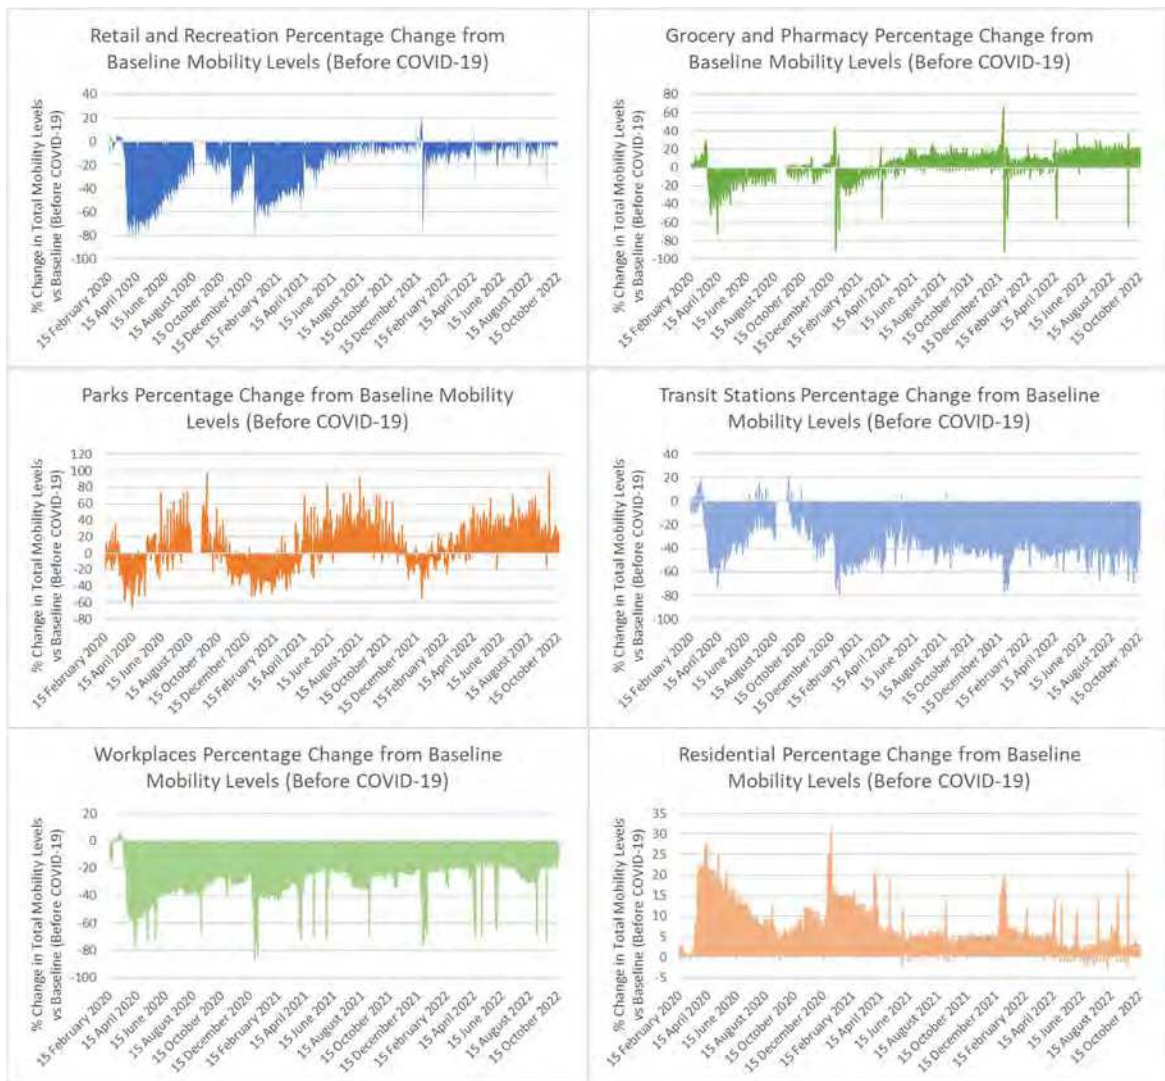 Retail and Recreation Percentage Change from
Baseline Mobility Levels (Before COVID-19)
% Change in Total Mobility Levels
vs Baseline (Before COVID-19)
40
20
0
-20
-40
-60
-80
-100
15 February 2020
15 April 2020
15 June 2020
15 August 2020
15 October 2020
15 December 2020
15 February 2021
15 April 2021
15 June 2021
15 August 2021
15 October 2021
15 December 2021
15 February 2022
15 April 2022
15 June 2022
15 August 2022
15 October 2022
Grocery and Pharmacy Percentage Change from
Baseline Mobility Levels (Before COVID-19)
% Change in Total Mobility Levels
vs Baseline (Before COVID-19)
80
60
40
20
0
-20
-40
-60
-80
-100
15 February 2020
15 April 2020
15 June 2020
15 August 2020
15 October 2020
15 December 2020
15 February 2021
15 April 2021
15 June 2021
15 August 2021
15 October 2021
15 December 2021
15 February 2022
15 April 2022
15 June 2022
15 August 2022
15 October 2022
Parks Percentage Change from Baseline Mobility
Levels (Before COVID-19)
% Change in Total Mobility Levels
vs Baseline (Before COVID-19)
120
100
80
60
40
20
0
-20
-40
-60
-80
15 February 2020
15 April 2020
15 June 2020
15 August 2020
15 October 2020
15 December 2020
15 February 2021
15 April 2021
15 June 2021
15 August 2021
15 October 2021
15 December 2021
15 February 2022
15 April 2022
15 June 2022
15 August 2022
15 October 2022
Transit Stations Percentage Change from Baseline
Mobility Levels (Before COVID-19)
% Change in Total Mobility Levels
vs Baseline (Before COVID-19)
40
20
0
-20
-40
-60
-80
-100
15 February 2020
15 April 2020
15 June 2020
15 August 2020
15 October 2020
15 December 2020
15 February 2021
15 April 2021
15 June 2021
15 August 2021
15 October 2021
15 December 2021
15 February 2022
15 April 2022
15 June 2022
15 August 2022
15 October 2022
Workplaces Percentage Change from Baseline
Mobility Levels (Before COVID-19)
% Change in Total Mobility Levels
vs Baseline (Before COVID-19)
20
0
-20
-40
-60
-80
-100
15 February 2020
15 April 2020
15 June 2020
15 August 2020
15 October 2020
15 December 2020
15 February 2021
15 April 2021
15 June 2021
15 August 2021
15 October 2021
15 December 2021
15 February 2022
15 April 2022
15 June 2022
15 August 2022
15 October 2022
Residential Percentage Change from Baseline
Mobility Levels (Before COVID-19)
% Change in Total Mobility Levels
vs Baseline (Before COVID-19)
35
30
25
20
15
10
5
0
-5
15 February 2020
15 April 2020
15 June 2020
15 August 2020
15 October 2020
15 December 2020
15 February 2021
15 April 2021
15 June 2021
15 August 2021
15 October 2021
15 December 2021
15 February 2022
15 April 2022
15 June 2022
15 August 2022
15 October 2022